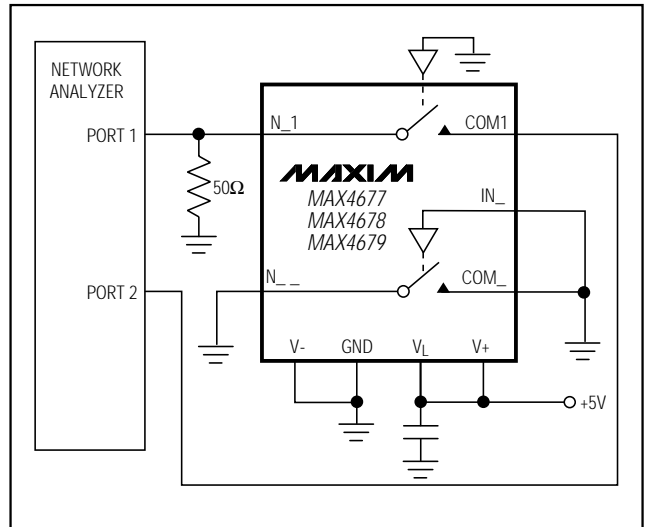 NETWORK
ANALYZER
PORT 1
50Ω
PORT 2
N_1
COM1
MAXIM
MAX4677
MAX4678
MAX4679
IN_
N_ _
COM_
V-
GND
VL
V+
+5V